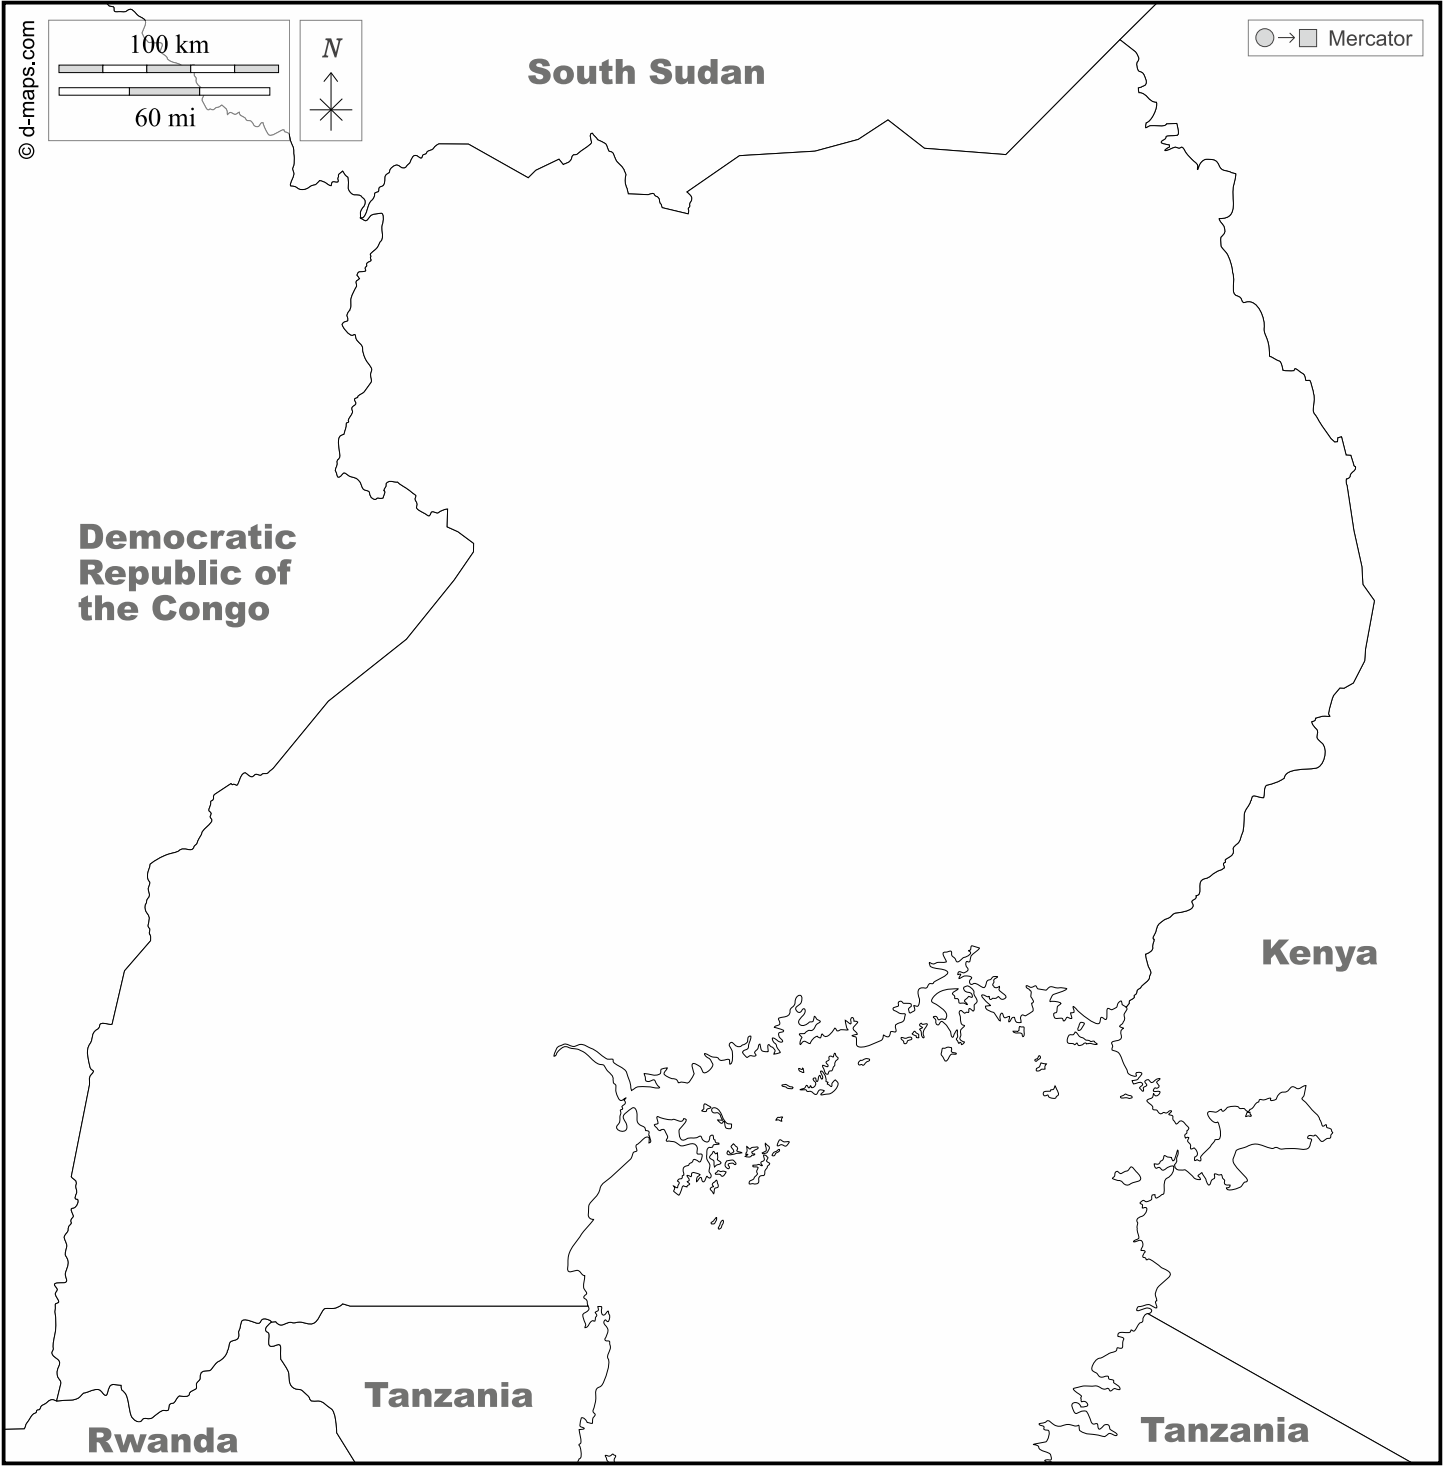 © d-maps.com
100 km
60 mi
N
South Sudan
Mercator
Democratic
Republic of
the Congo
Kenya
Tanzania
Rwanda
Tanzania